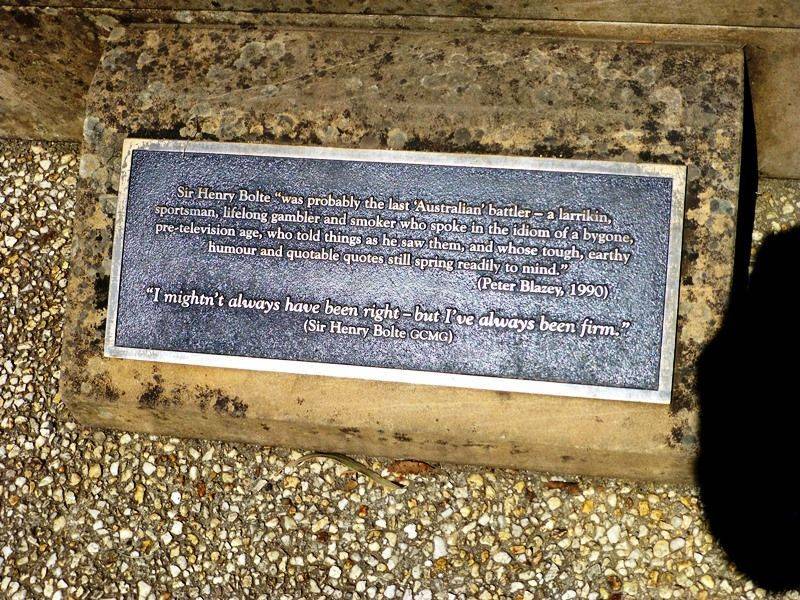 Sir Henry Bolte “was probably the last ‘Australian’ battler – a larrikin,
sportsman, lifelong gambler and smoker who spoke in the idiom of a bygone,
pre-television age, who told things as he saw them, and whose tough, earthy
humour and quotable quotes still spring readily to mind.”
(Peter Blazey, 1990)
“I mightn’t always have been right – but I’ve always been firm.”
(Sir Henry Bolte GCMG)